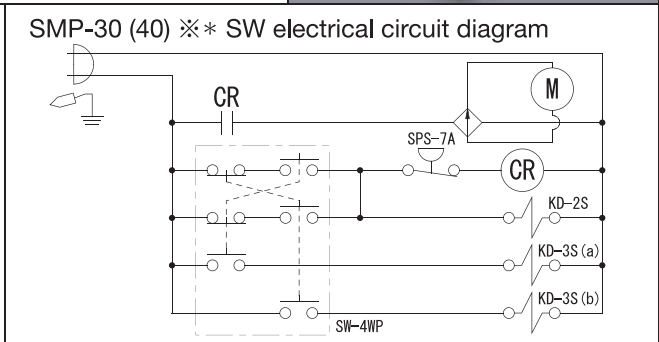 SMP-30 (40) ※* SW electrical circuit diagram
CR
M
SPS-7A
CR
KD-2S
KD-3S(a)
KD-3S(b)
SW-4WP